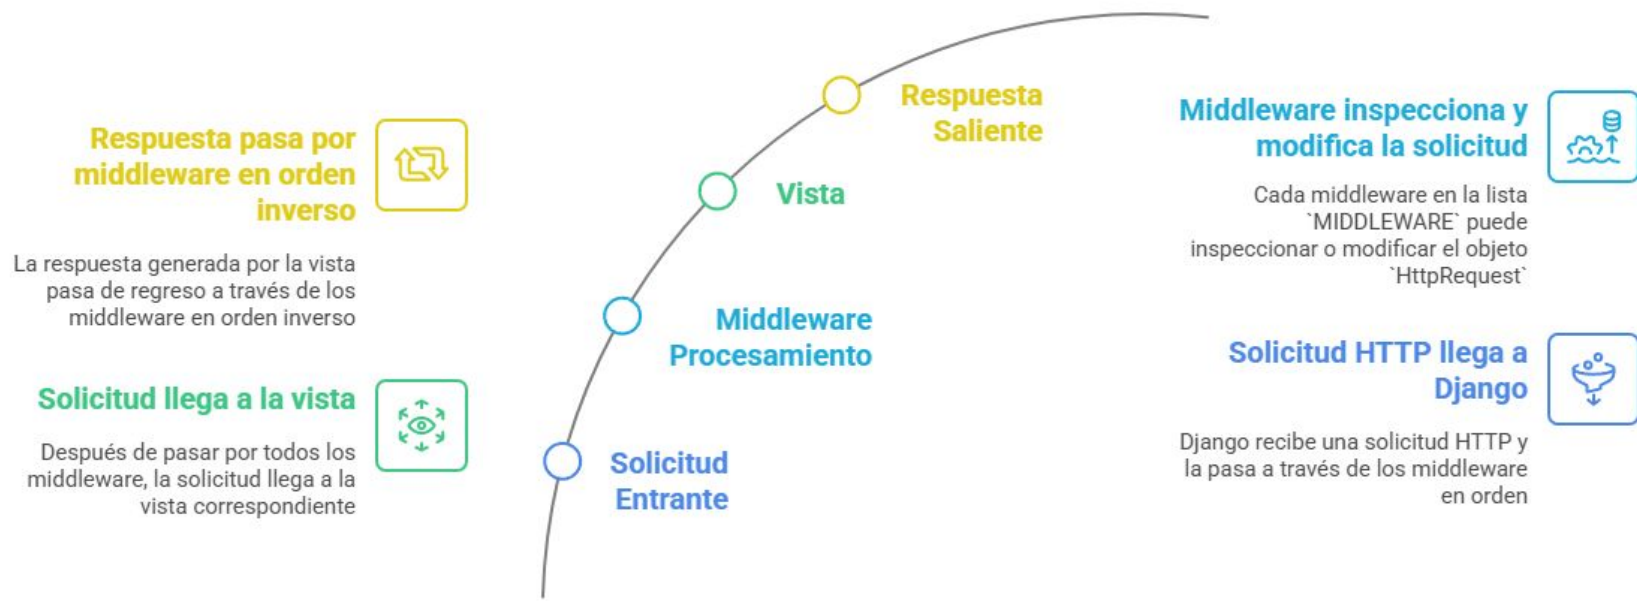 Respuesta pasa por
middleware en orden
inverso
La respuesta generada por la vista
pasa de regreso a través de los
middleware en orden inverso
Solicitud llega a la vista
Después de pasar por todos los
middleware, la solicitud llega a la
vista correspondiente
Respuesta
Saliente
Vista
Middleware
Procesamiento
Solicitud
Entrante
Middleware inspecciona y
modifica la solicitud
Cada middleware en la lista
`MIDDLEWARE` puede
inspeccionar o modificar el objeto
`HttpRequest`
Solicitud HTTP llega a
Django
Django recibe una solicitud HTTP y
la pasa a través de los middleware
en orden